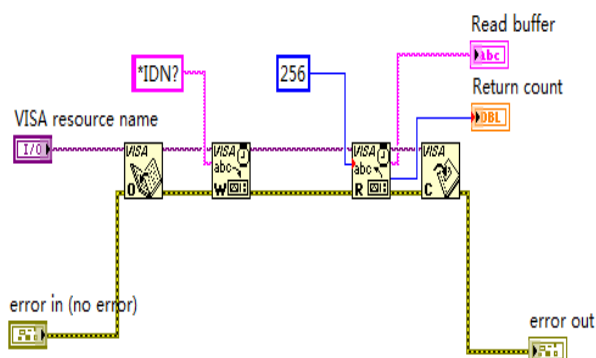 Read buffer
*IDN?
256
abc
Return count
VISA resource name
I/O
DBL
VISA
VISA
VISA
VISA
abc
abc
O
W
R
C
error in (no error)
error out